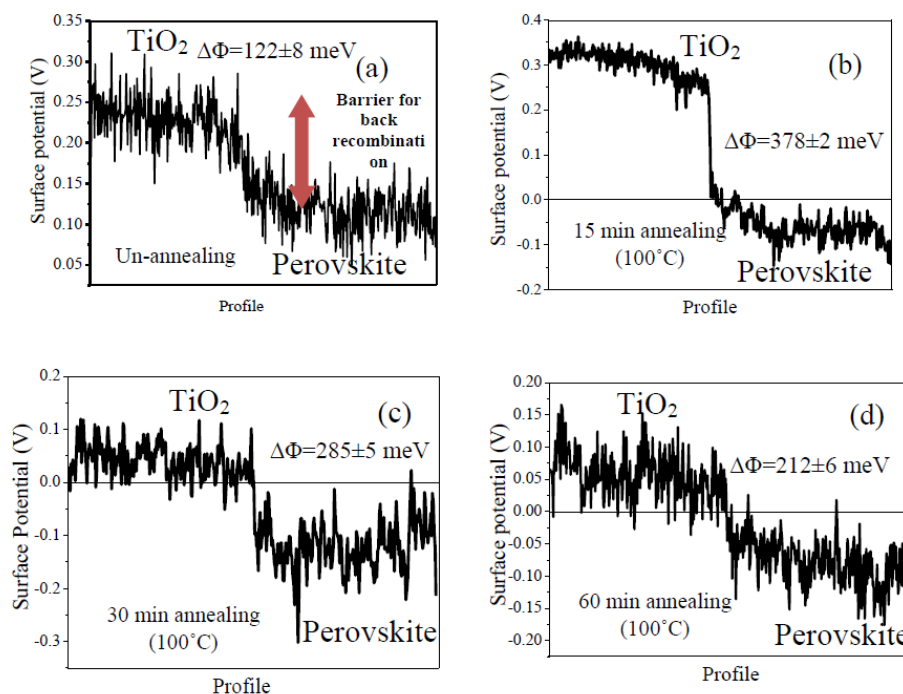 0.35
0.30
0.25
0.20
0.15
0.10
0.05
Surface potential (V)
TiO₂
ΔΦ=122±8 meV
(a)
Barrier for
back
recombinati
on
Un-annealing
Perovskite
Profile
0.4
0.3
0.2
0.0
-0.1
-0.2
Surface potential (V)
TiO₂
(b)
ΔΦ=378±2 meV
15 min annealing
(100˚C)
Perovskite
Profile
0.2
0.1
0.0
-0.1
-0.2
-0.3
Surface Potential (V)
TiO₂
(c)
ΔΦ=285±5 meV
30 min annealing
(100˚C)
Perovskite
Profile
0.20
0.15
0.10
0.05
0.00
-0.05
-0.10
-0.15
-0.20
Surface potential (V)
TiO₂
(d)
ΔΦ=212±6 meV
60 min annealing
(100˚C)
Perovskite
Profile